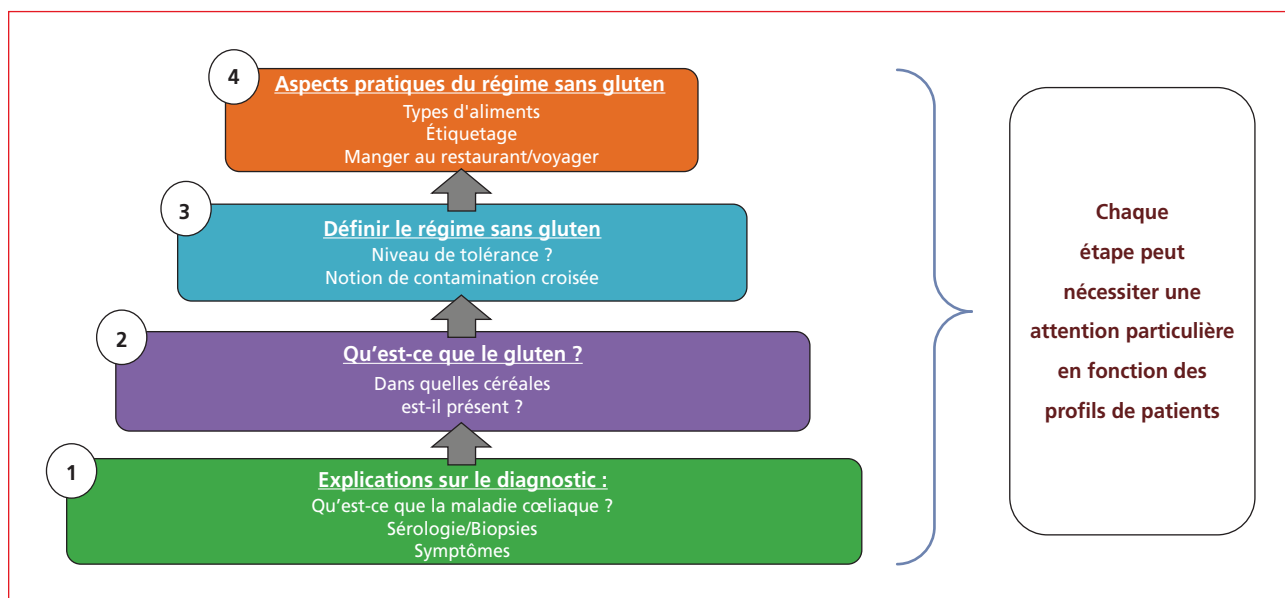 4
Aspects pratiques du régime sans gluten
Types d'aliments
Étiquetage
Manger au restaurant/voyager
3
Définir le régime sans gluten
Niveau de tolérance ?
Notion de contamination croisée
2
Qu’est-ce que le gluten ?
Dans quelles céréales
est-il présent ?
1
Explications sur le diagnostic :
Qu’est-ce que la maladie cœliaque ?
Sérologie/Biopsies
Symptômes
Chaque
étape peut
nécessiter une
attention particulière
en fonction des
profils de patients